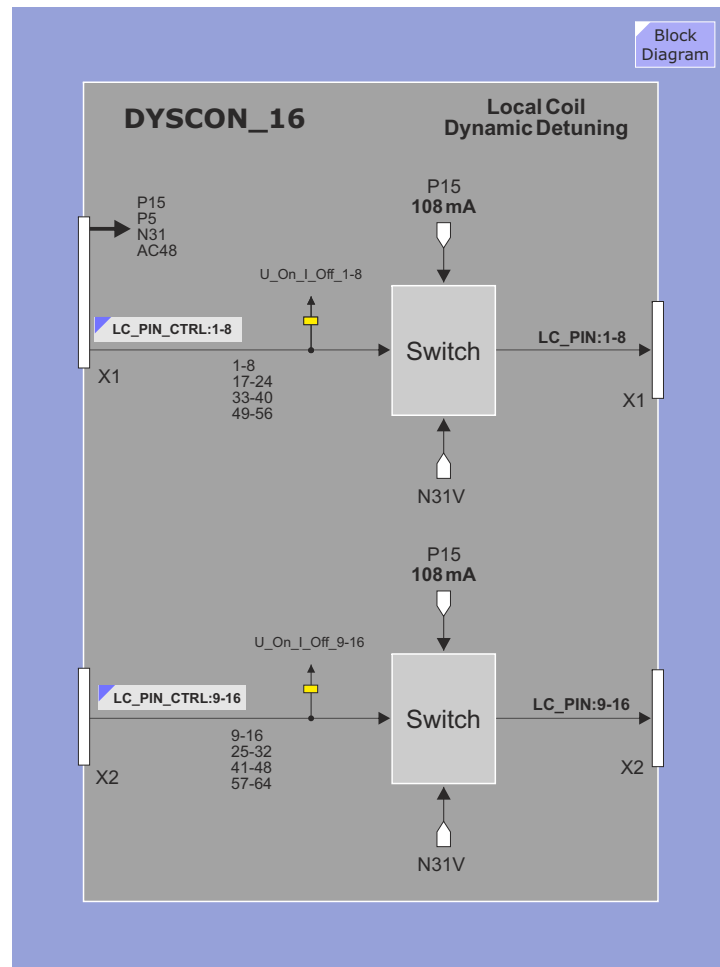 Block
Diagram
DYSCON_16
Local Coil
Dynamic Detuning
P15
P5
N31
AC48
P15
108 mA
U_On_I_Off_1-8
LC_PIN_CTRL:1-8
Switch
LC_PIN:1-8
X1
1-8
17-24
33-40
49-56
X1
N31V
P15
108 mA
U_On_I_Off_9-16
LC_PIN_CTRL:9-16
Switch
LC_PIN:9-16
X2
9-16
25-32
41-48
57-64
X2
N31V